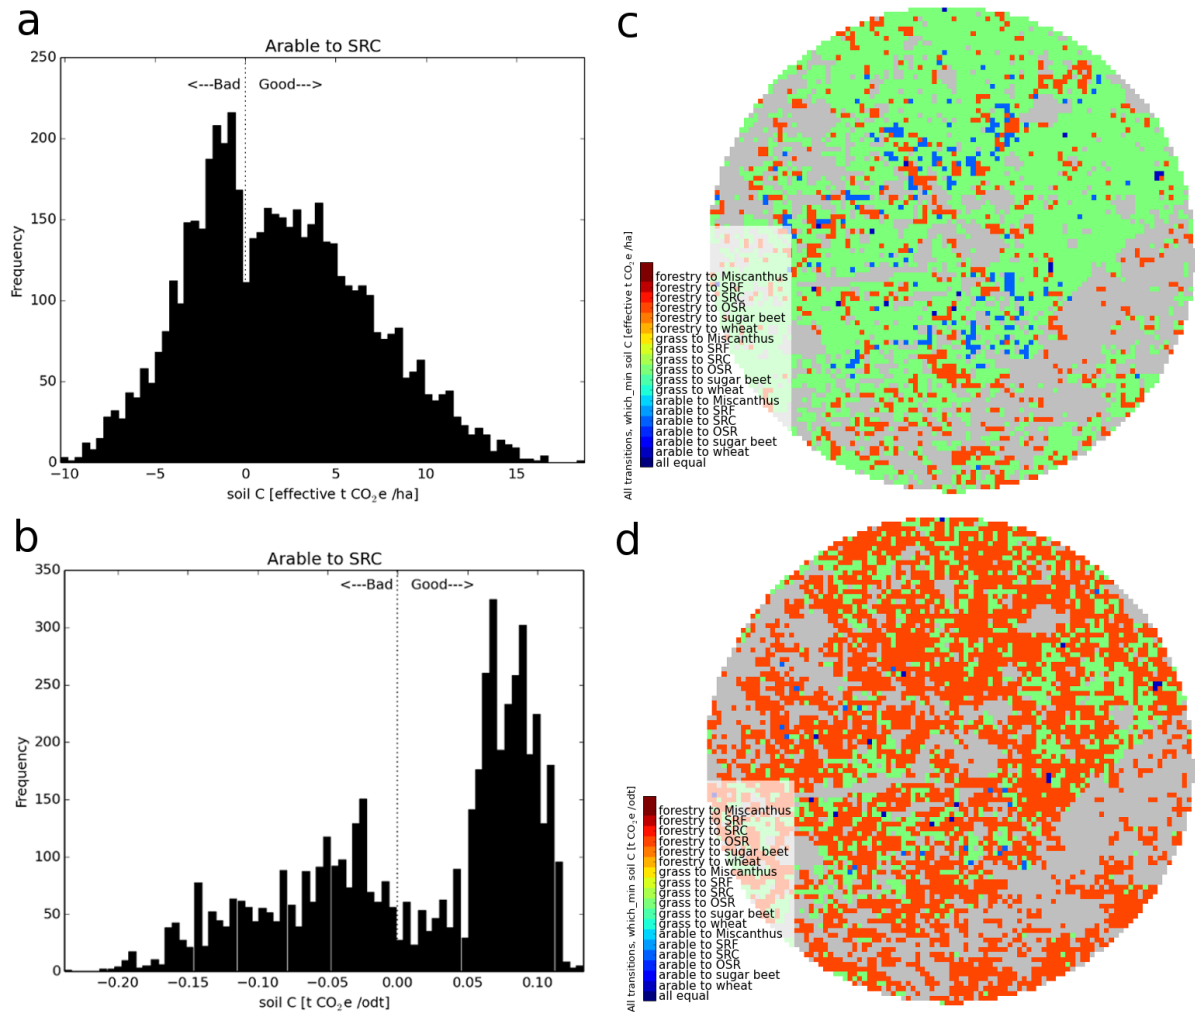 a
Arable to SRC
<---Bad
Good--->
250
200
150
100
50
0
Frequency
−10
−5
0
5
10
15
soil C [effective t CO₂e /ha]
b
Arable to SRC
<---Bad
Good--->
350
300
250
200
150
100
50
0
Frequency
−0.20
−0.15
−0.10
−0.05
0.00
0.05
0.10
soil C [t CO₂e /odt]
c
All transitions, which_min soil C [effective t CO₂e /ha]
forestry to Miscanthus
forestry to SRF
forestry to SRC
forestry to OSR
forestry to sugar beet
forestry to wheat
grass to Miscanthus
grass to SRF
grass to SRC
grass to OSR
grass to sugar beet
grass to wheat
arable to Miscanthus
arable to SRF
arable to SRC
arable to OSR
arable to sugar beet
arable to wheat
all equal
d
All transitions, which_min soil C [t CO₂e /odt]
forestry to Miscanthus
forestry to SRF
forestry to SRC
forestry to OSR
forestry to sugar beet
forestry to wheat
grass to Miscanthus
grass to SRF
grass to SRC
grass to OSR
grass to sugar beet
grass to wheat
arable to Miscanthus
arable to SRF
arable to SRC
arable to OSR
arable to sugar beet
arable to wheat
all equal